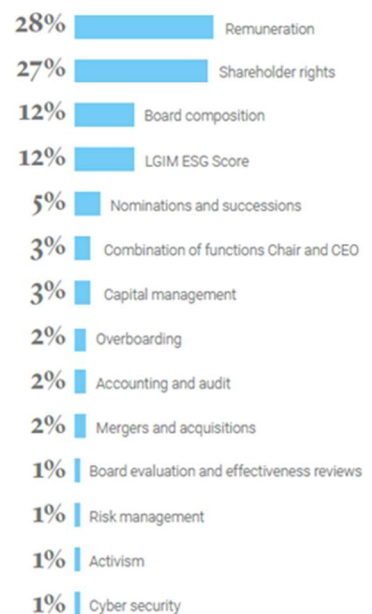 28% Remuneration
27% Shareholder rights
12% Board composition
12% LGIM ESG Score
5% Nominations and successions
3% Combination of functions Chair and CEO
3% Capital management
2% Overboarding
2% Accounting and audit
2% Mergers and acquisitions
1% Board evaluation and effectiveness reviews
1% Risk management
1% Activism
1% Cyber security